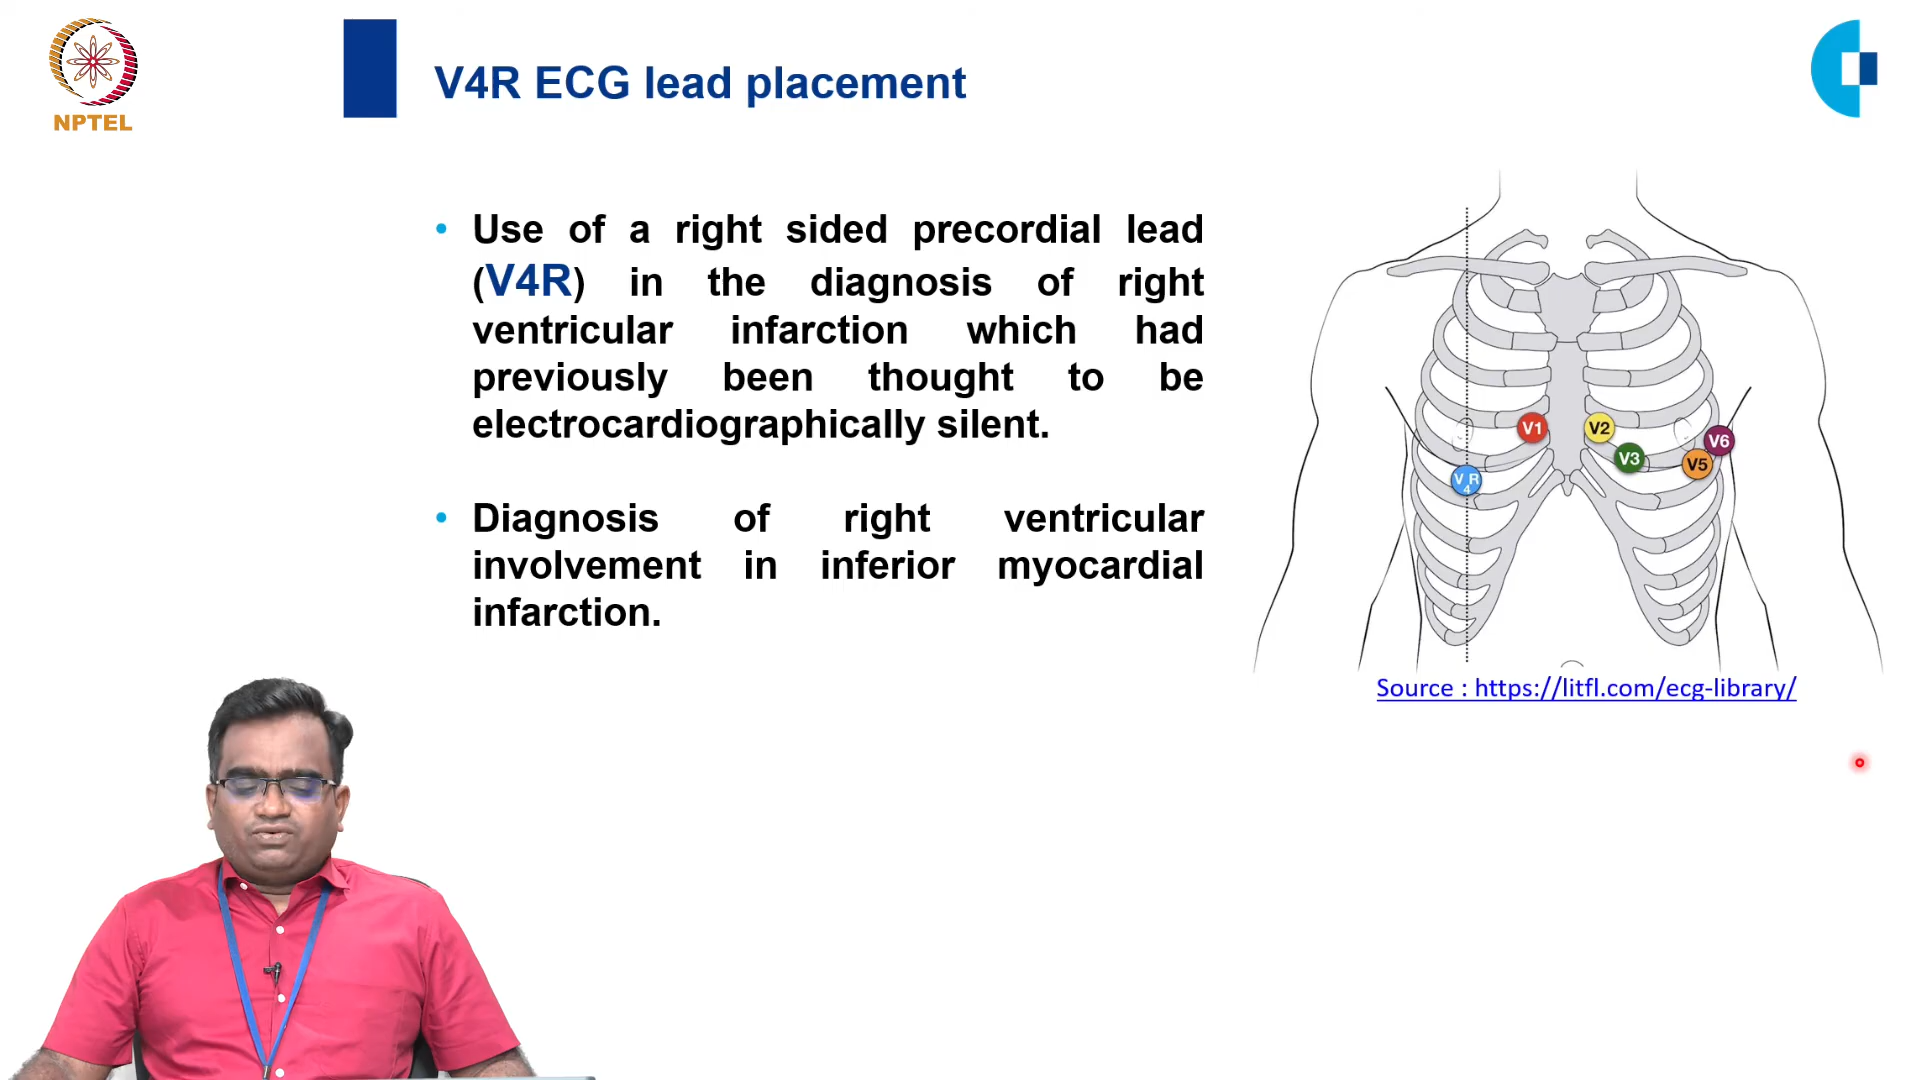 NPTEL
V4R ECG lead placement
• Use of a right sided precordial lead
(V4R) in the diagnosis of right
ventricular infarction which had
previously been thought to be
electrocardiographically silent.
• Diagnosis of right ventricular
involvement in inferior myocardial
infarction.
V1
V2
V3
V6
V5
V4R
Source : https://litfl.com/ecg-library/